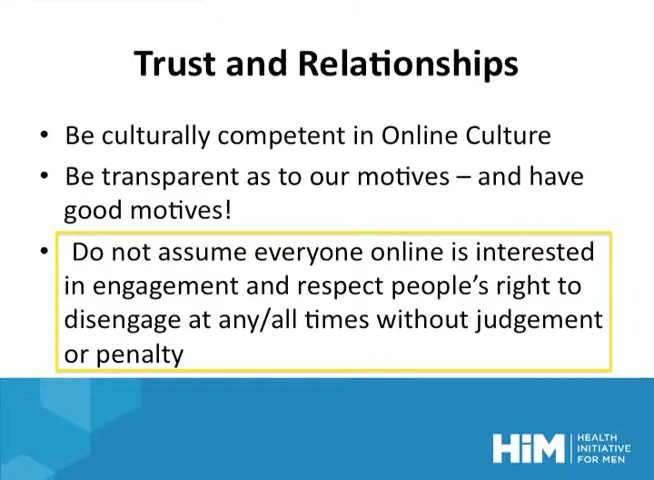 Trust and Relationships
• Be culturally competent in Online Culture
• Be transparent as to our motives – and have
good motives!
• Do not assume everyone online is interested
in engagement and respect people’s right to
disengage at any/all times without judgement
or penalty
HiM HEALTH
INITIATIVE
FOR MEN